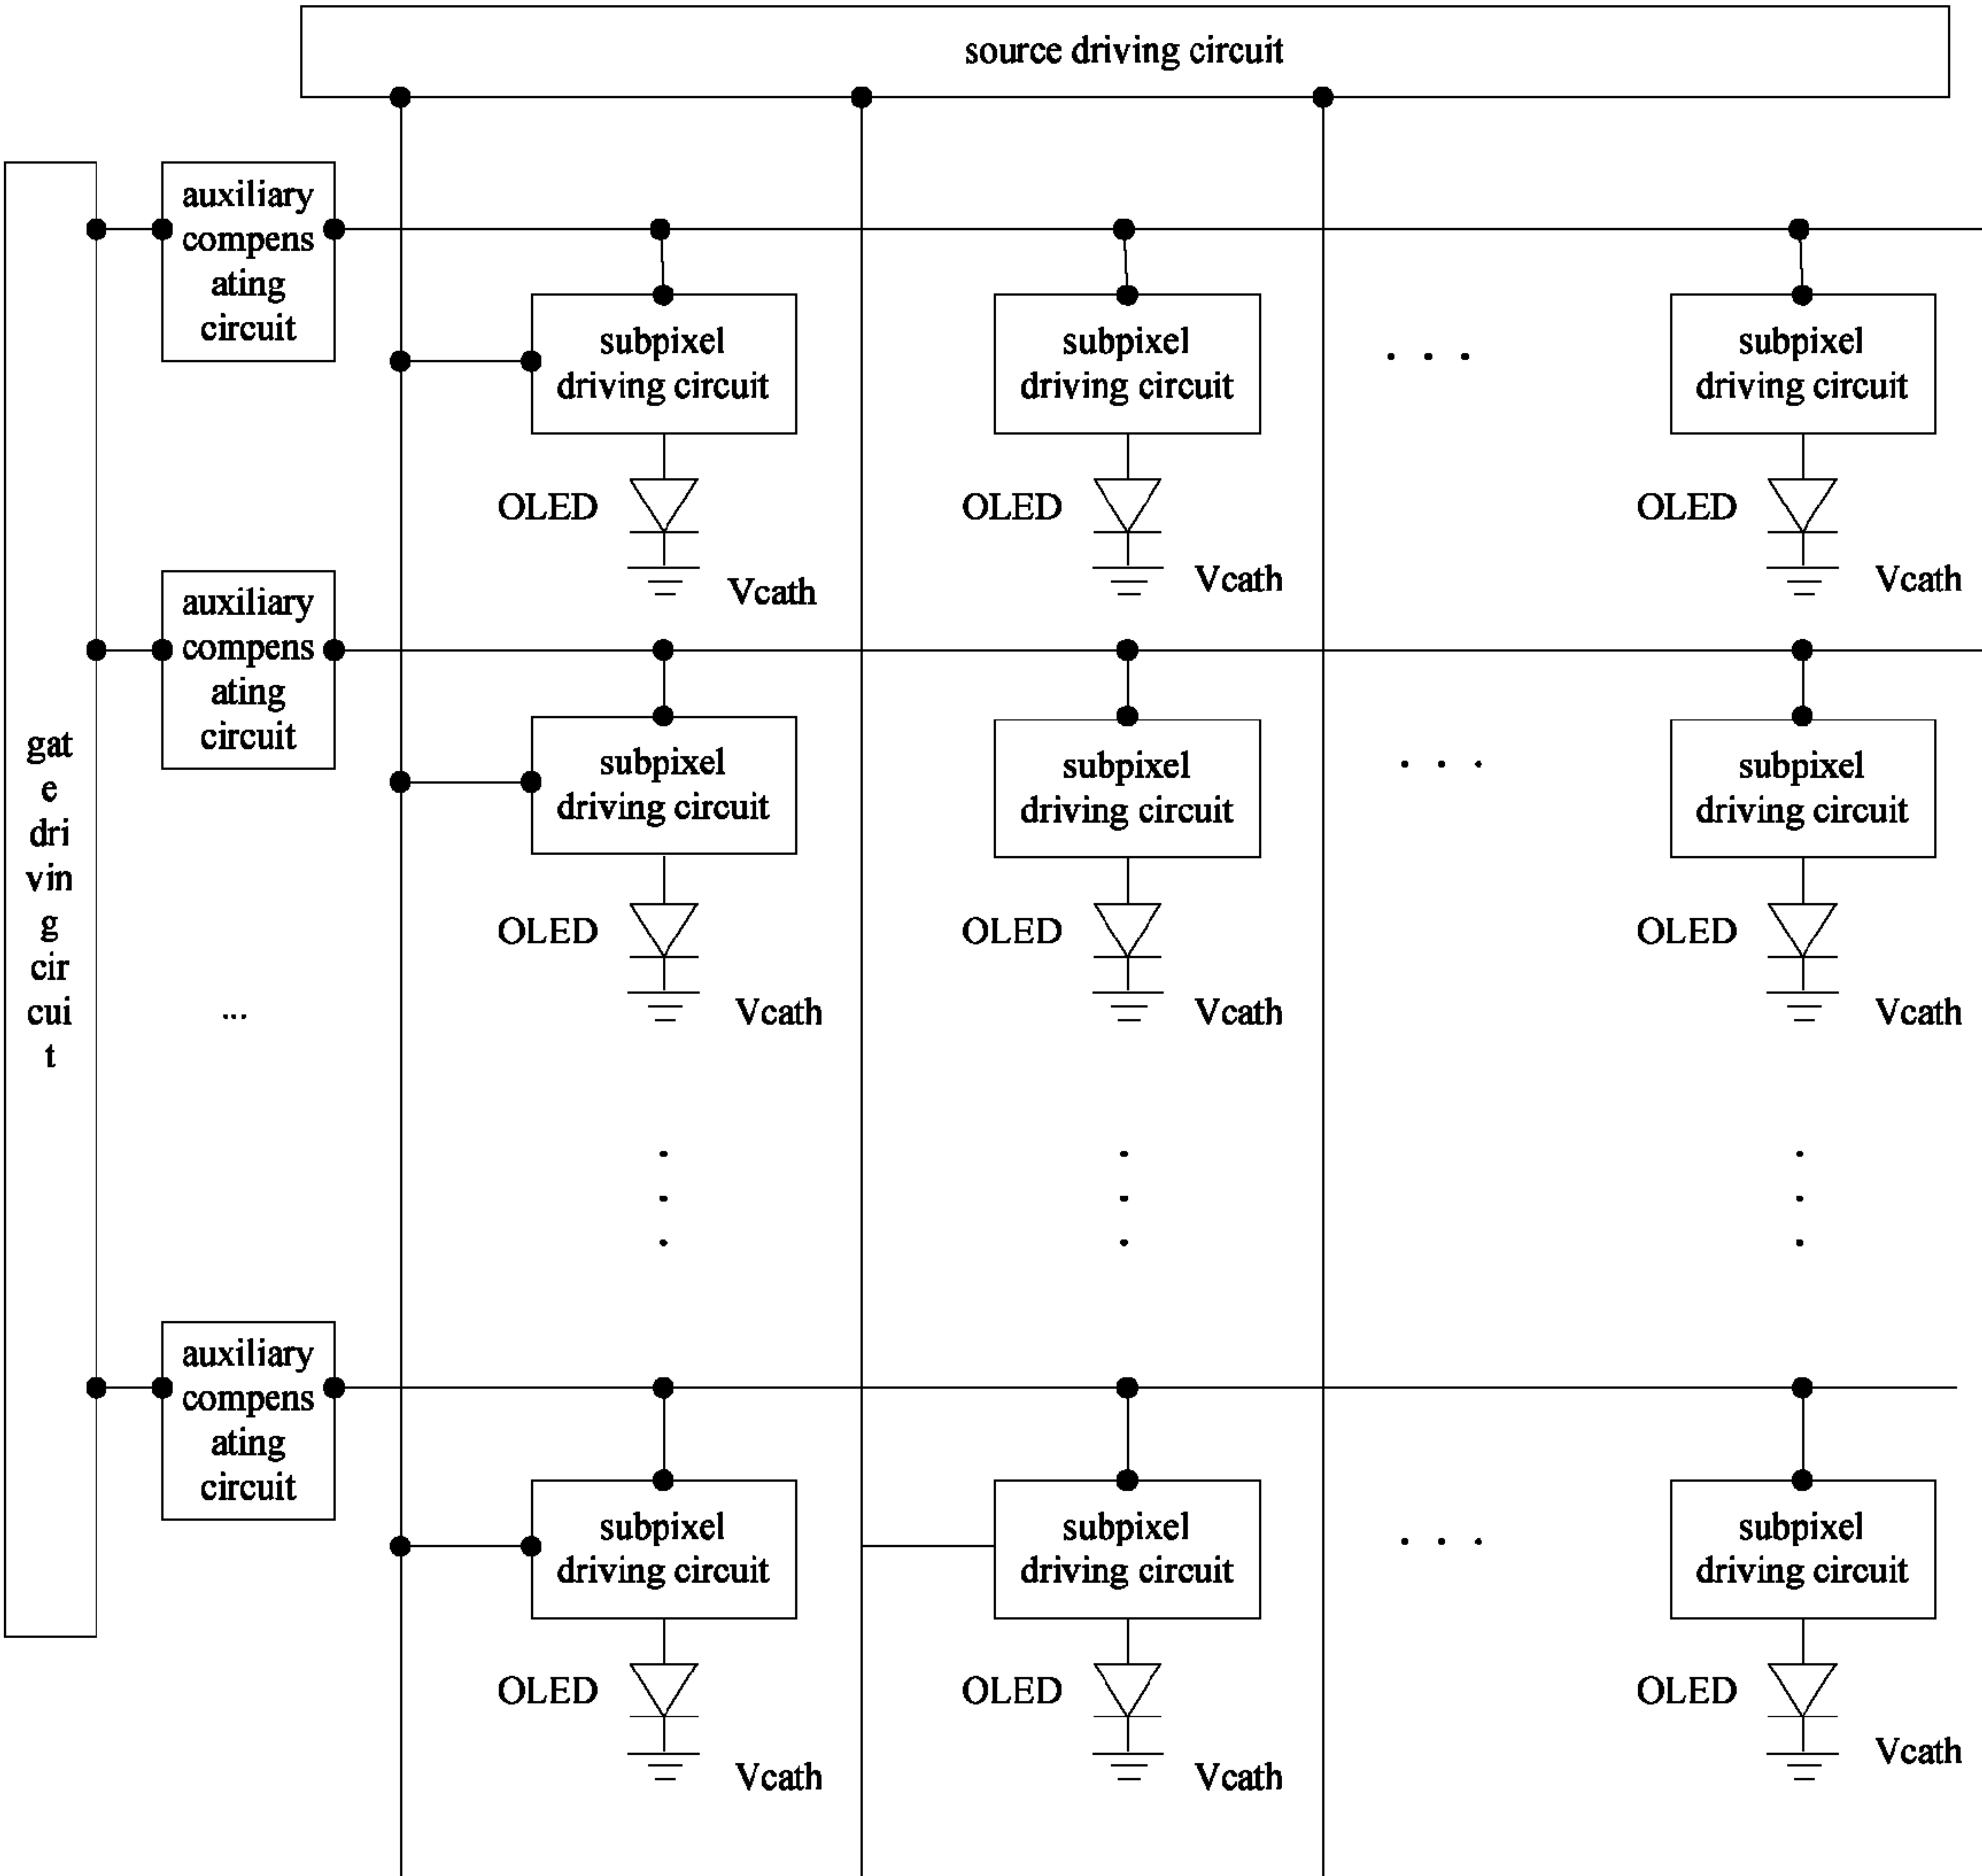 source driving circuit
auxiliary
compens
ating
circuit
subpixel
driving circuit
subpixel
driving circuit
. . .
subpixel
driving circuit
OLED
OLED
OLED
Vcath
Vcath
Vcath
auxiliary
compens
ating
circuit
gat
e
dri
vin
g
cir
cui
t
subpixel
driving circuit
subpixel
driving circuit
. . .
subpixel
driving circuit
OLED
OLED
OLED
...
Vcath
Vcath
Vcath
auxiliary
compens
ating
circuit
subpixel
driving circuit
subpixel
driving circuit
. . .
subpixel
driving circuit
OLED
OLED
OLED
Vcath
Vcath
Vcath